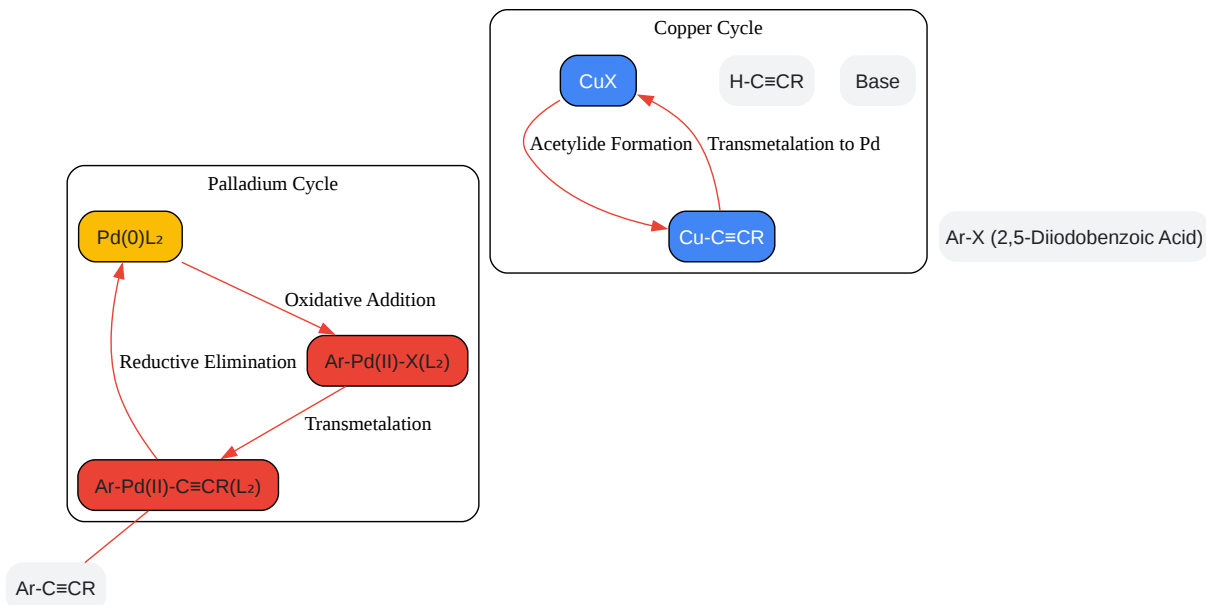 Copper Cycle
CuX
H-C≡CR
Base
Acetylide Formation
Transmetalation to Pd
Cu-C≡CR
Ar-X (2,5-Diiodobenzoic Acid)
Palladium Cycle
Pd(0)L₂
Oxidative Addition
Reductive Elimination
Ar-Pd(II)-X(L₂)
Transmetalation
Ar-Pd(II)-C≡CR(L₂)
Ar-C≡CR